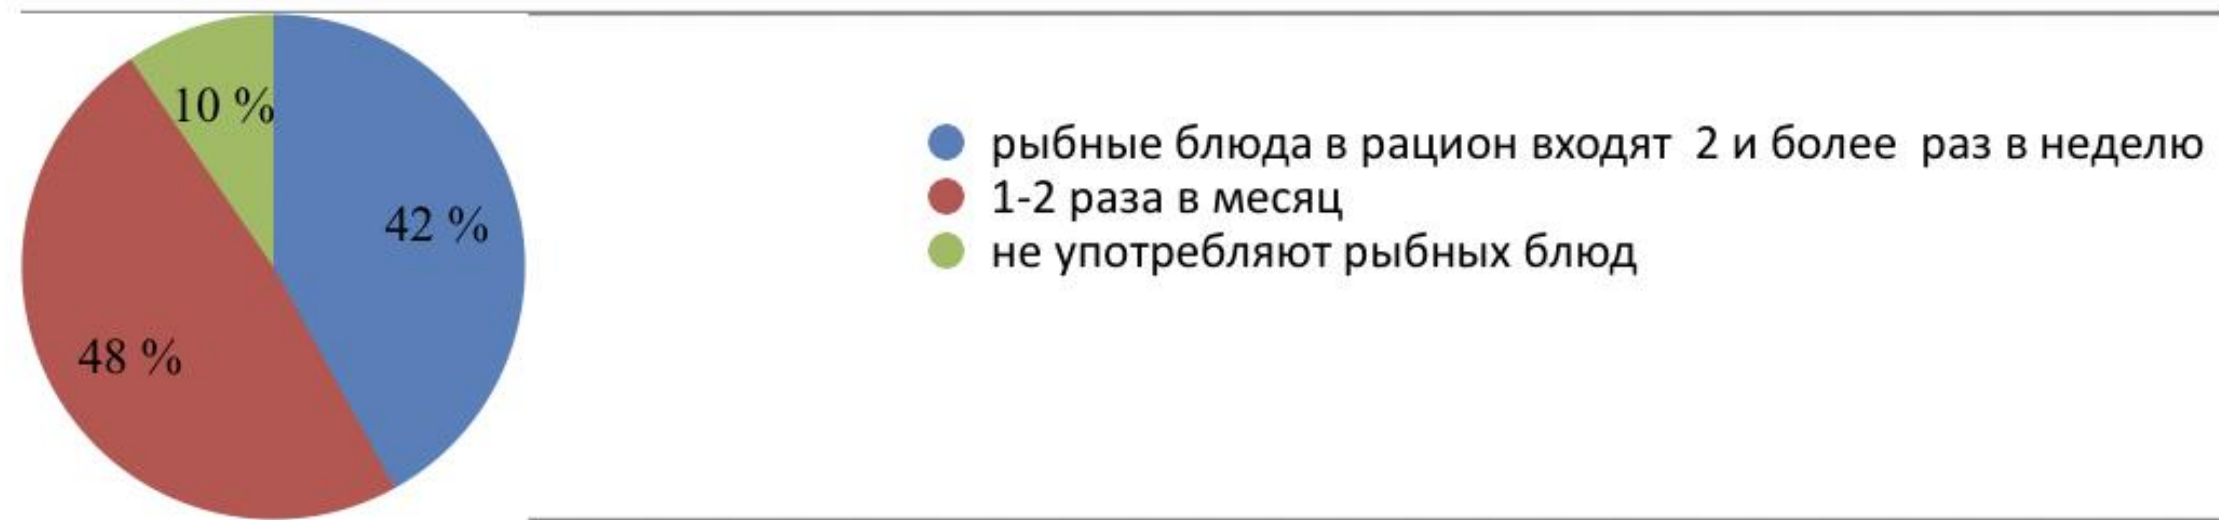 10 %
42 %
48 %
рыбные блюда в рацион входят 2 и более раз в неделю
1-2 раза в месяц
не употребляют рыбных блюд